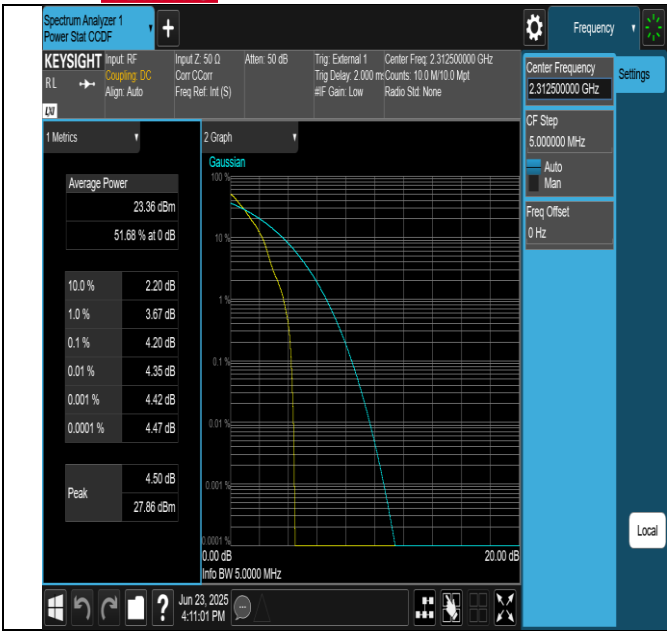 Spectrum Analyzer 1
Power Stat CCDF
+
Frequency
KEYSIGHT
RL
LXI
Input: RF
Coupling: DC
Align: Auto
Input Z: 50 Ω
Corr CCorr
Freq Ref: Int (S)
Atten: 50 dB
Trig: External 1
Trig Delay: 2.000 m
#IF Gain: Low
Center Freq: 2.312500000 GHz
Counts: 10.0 M/10.0 Mpt
Radio Std: None
Center Frequency
2.312500000 GHz
Settings
CF Step
5.000000 MHz
Auto
Man
Freq Offset
0 Hz
Local
1 Metrics
Average Power
23.36 dBm
51.68 % at 0 dB
10.0 % 2.20 dB
1.0 % 3.67 dB
0.1 % 4.20 dB
0.01 % 4.35 dB
0.001 % 4.42 dB
0.0001 % 4.47 dB
Peak
4.50 dB
27.86 dBm
2 Graph
Gaussian
100 %
10 %
1 %
0.1 %
0.01 %
0.001 %
0.0001 %
0.00 dB 20.00 dB
Info BW 5.0000 MHz
?
Jun 23, 2025
4:11:01 PM